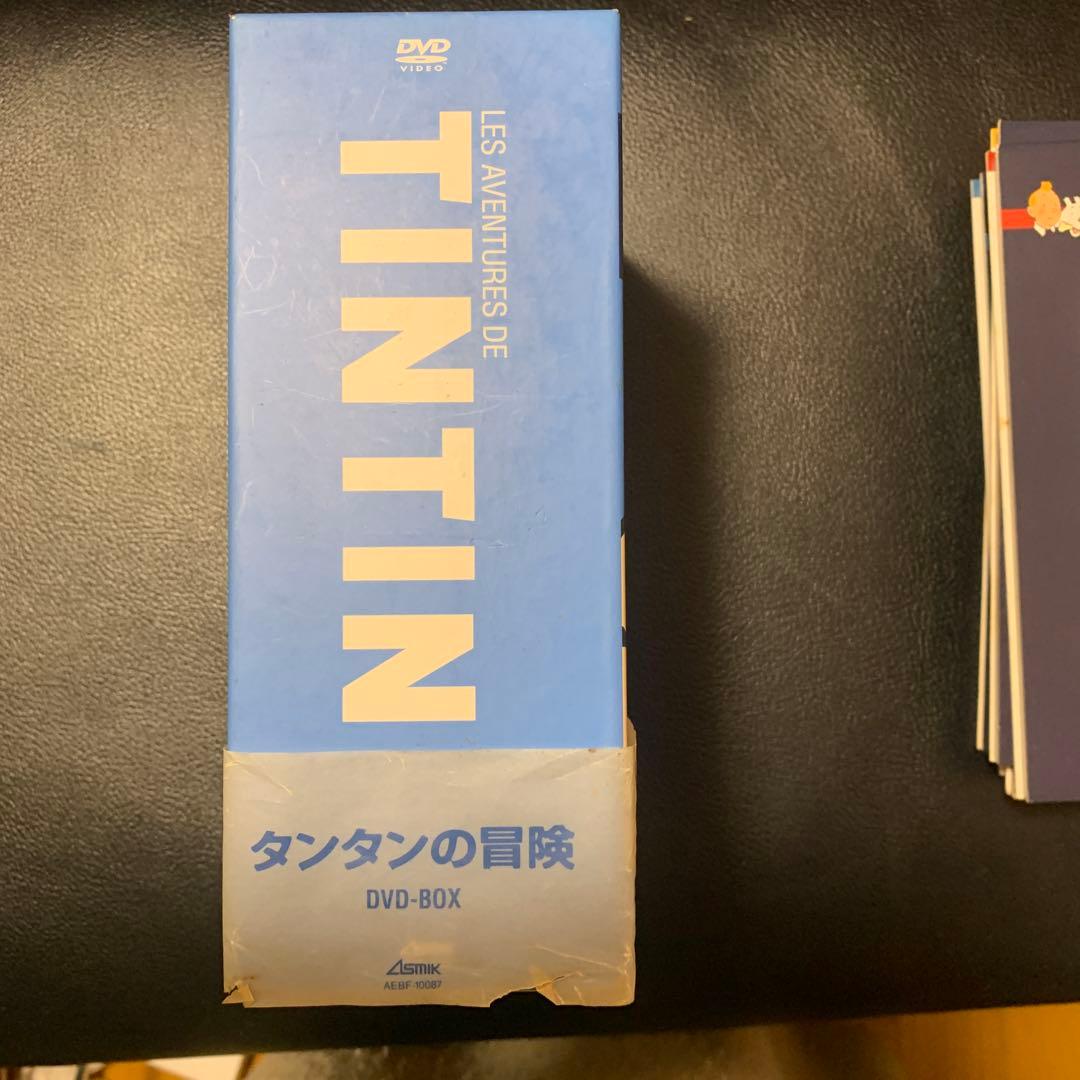 DVD
VIDEO
LES AVENTURES DE
TINTIN
タンタンの冒険
DVD-BOX
ASMIK
AEBF-10087